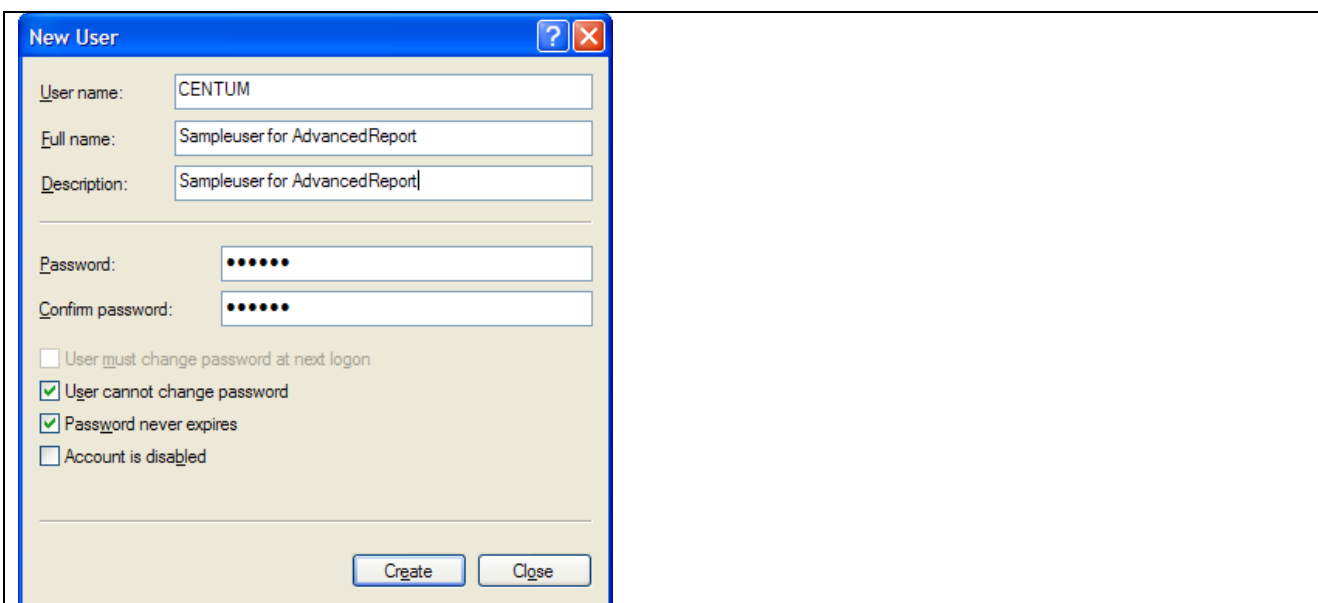 New User
User name: CENTUM
Full name: Sampleuser for AdvancedReport
Description: Sampleuser for AdvancedReport
Password: ••••••
Confirm password: ••••••
User must change password at next logon
User cannot change password
Password never expires
Account is disabled
Create Close